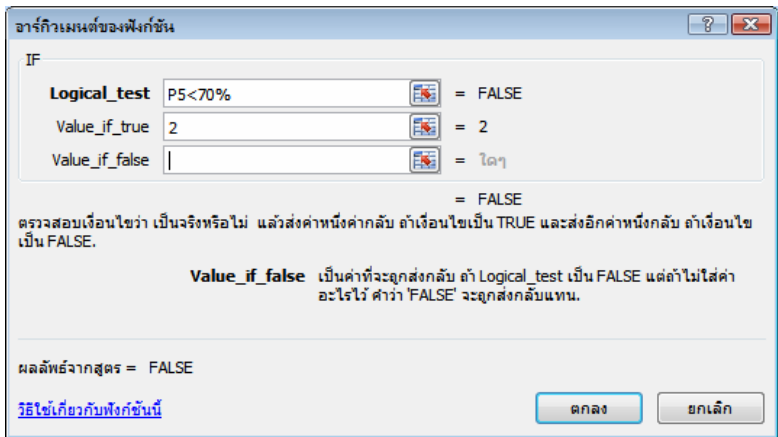 อาร์กิวเมนต์ของฟังก์ชัน
IF
Logical_test P5<70% = FALSE
Value_if_true 2 = 2
Value_if_false = ใดๆ
= FALSE
ตรวจสอบเงื่อนไขว่า เป็นจริงหรือไม่ แล้วส่งค่าหนึ่งค่ากลับ ถ้าเงื่อนไขเป็น TRUE และส่งอีกค่าหนึ่งกลับ ถ้าเงื่อนไข
เป็น FALSE.
Value_if_false เป็นค่าที่จะถูกส่งกลับ ถ้า Logical_test เป็น FALSE แต่ถ้าไม่ใส่ค่า
อะไรไว้ คำว่า 'FALSE' จะถูกส่งกลับแทน.
ผลลัพธ์จากสูตร = FALSE
วิธีใช้เกี่ยวกับฟังก์ชันนี้
ตกลง ยกเลิก